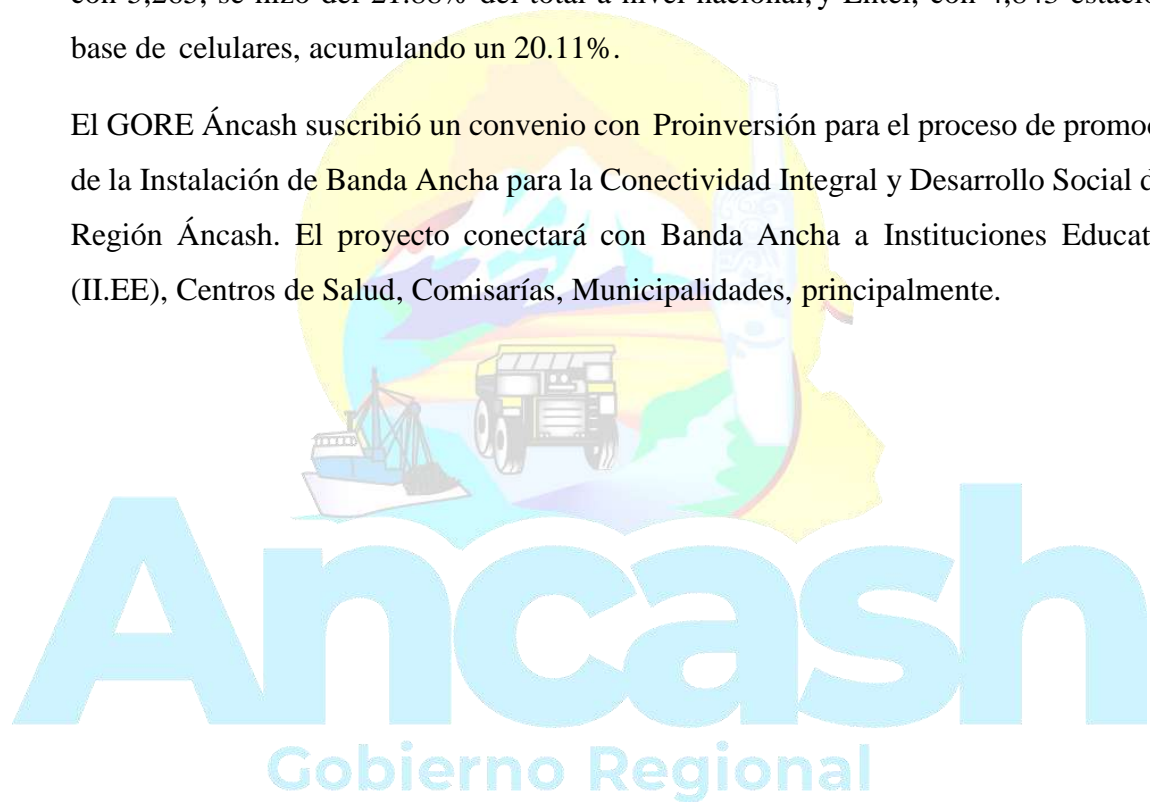 base de celulares, acumulando un 20.11%.
El GORE Áncash suscribió un convenio con Proinversión para el proceso de
de la Instalación de Banda Ancha para la Conectividad Integral y Desarrollo Social
Región Áncash. El proyecto conectará con Banda Ancha a Instituciones
(II.EE), Centros de Salud, Comisarías, Municipalidades, principalmente.
Ancash
Gobierno Regional